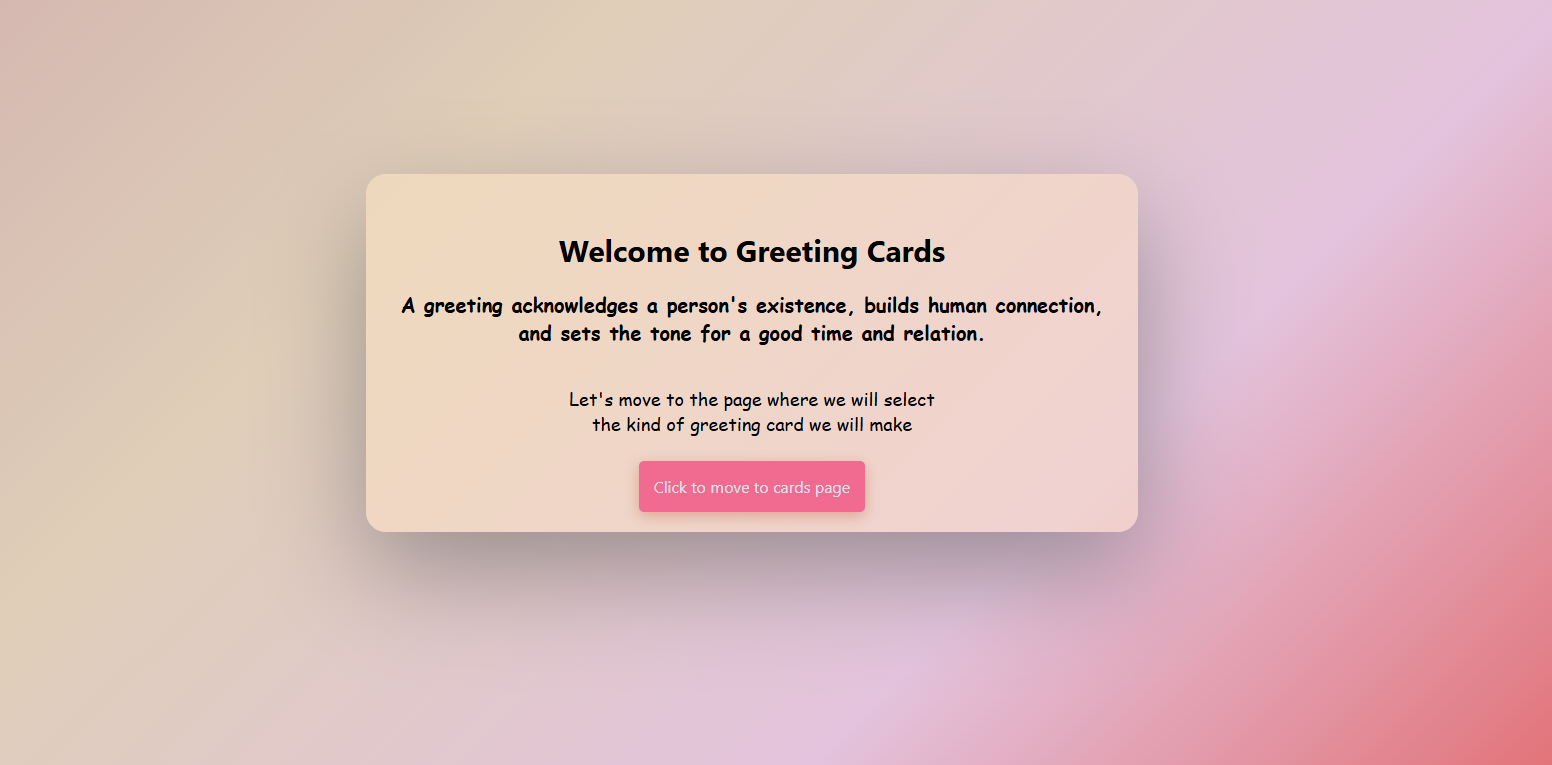 Welcome to Greeting Cards
A greeting acknowledges a person's existence, builds human connection,
and sets the tone for a good time and relation.
Let's move to the page where we will select
the kind of greeting card we will make
Click to move to cards page